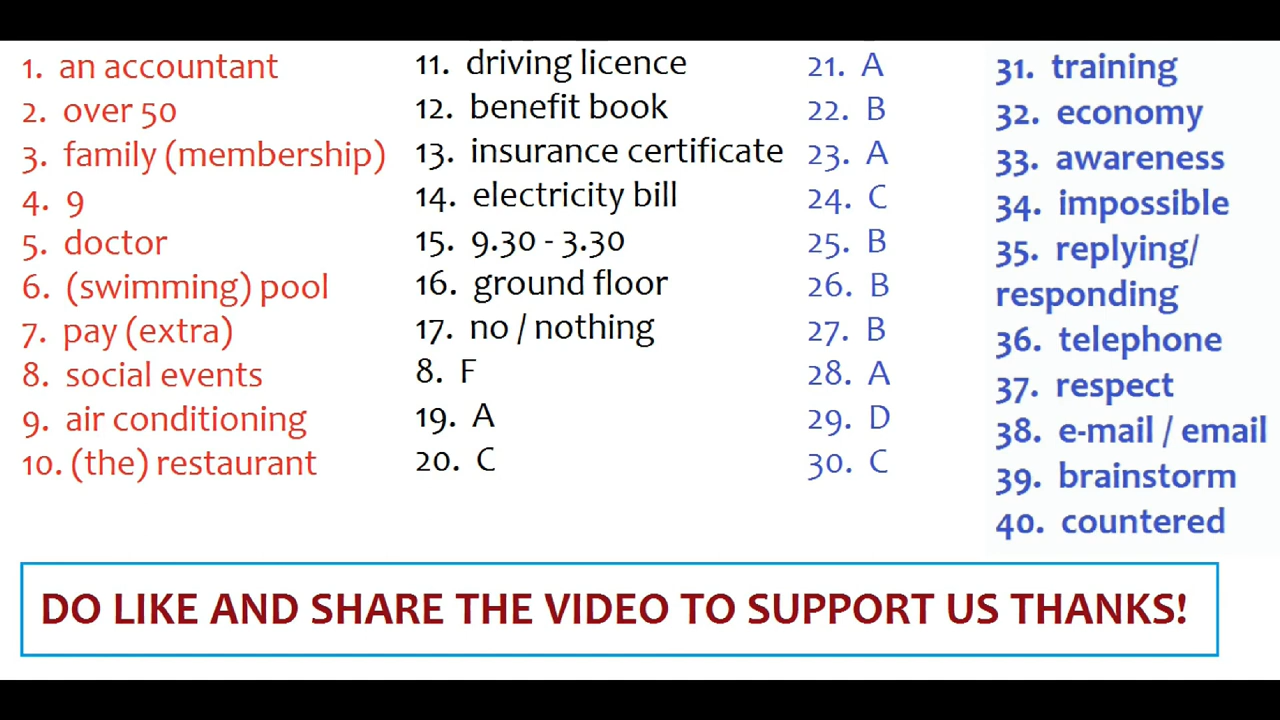 1. an accountant
2. over 50
3. family (membership)
4. 9
5. doctor
6. (swimming) pool
7. pay (extra)
8. social events
9. air conditioning
10. (the) restaurant
11. driving licence
12. benefit book
13. insurance certificate
14. electricity bill
15. 9.30 - 3.30
16. ground floor
17. no / nothing
8. F
19. A
20. C
21. A
22. B
23. A
24. C
25. B
26. B
27. B
28. A
29. D
30. C
31. training
32. economy
33. awareness
34. impossible
35. replying/
responding
36. telephone
37. respect
38. e-mail / email
39. brainstorm
40. countered
DO LIKE AND SHARE THE VIDEO TO SUPPORT US THANKS!